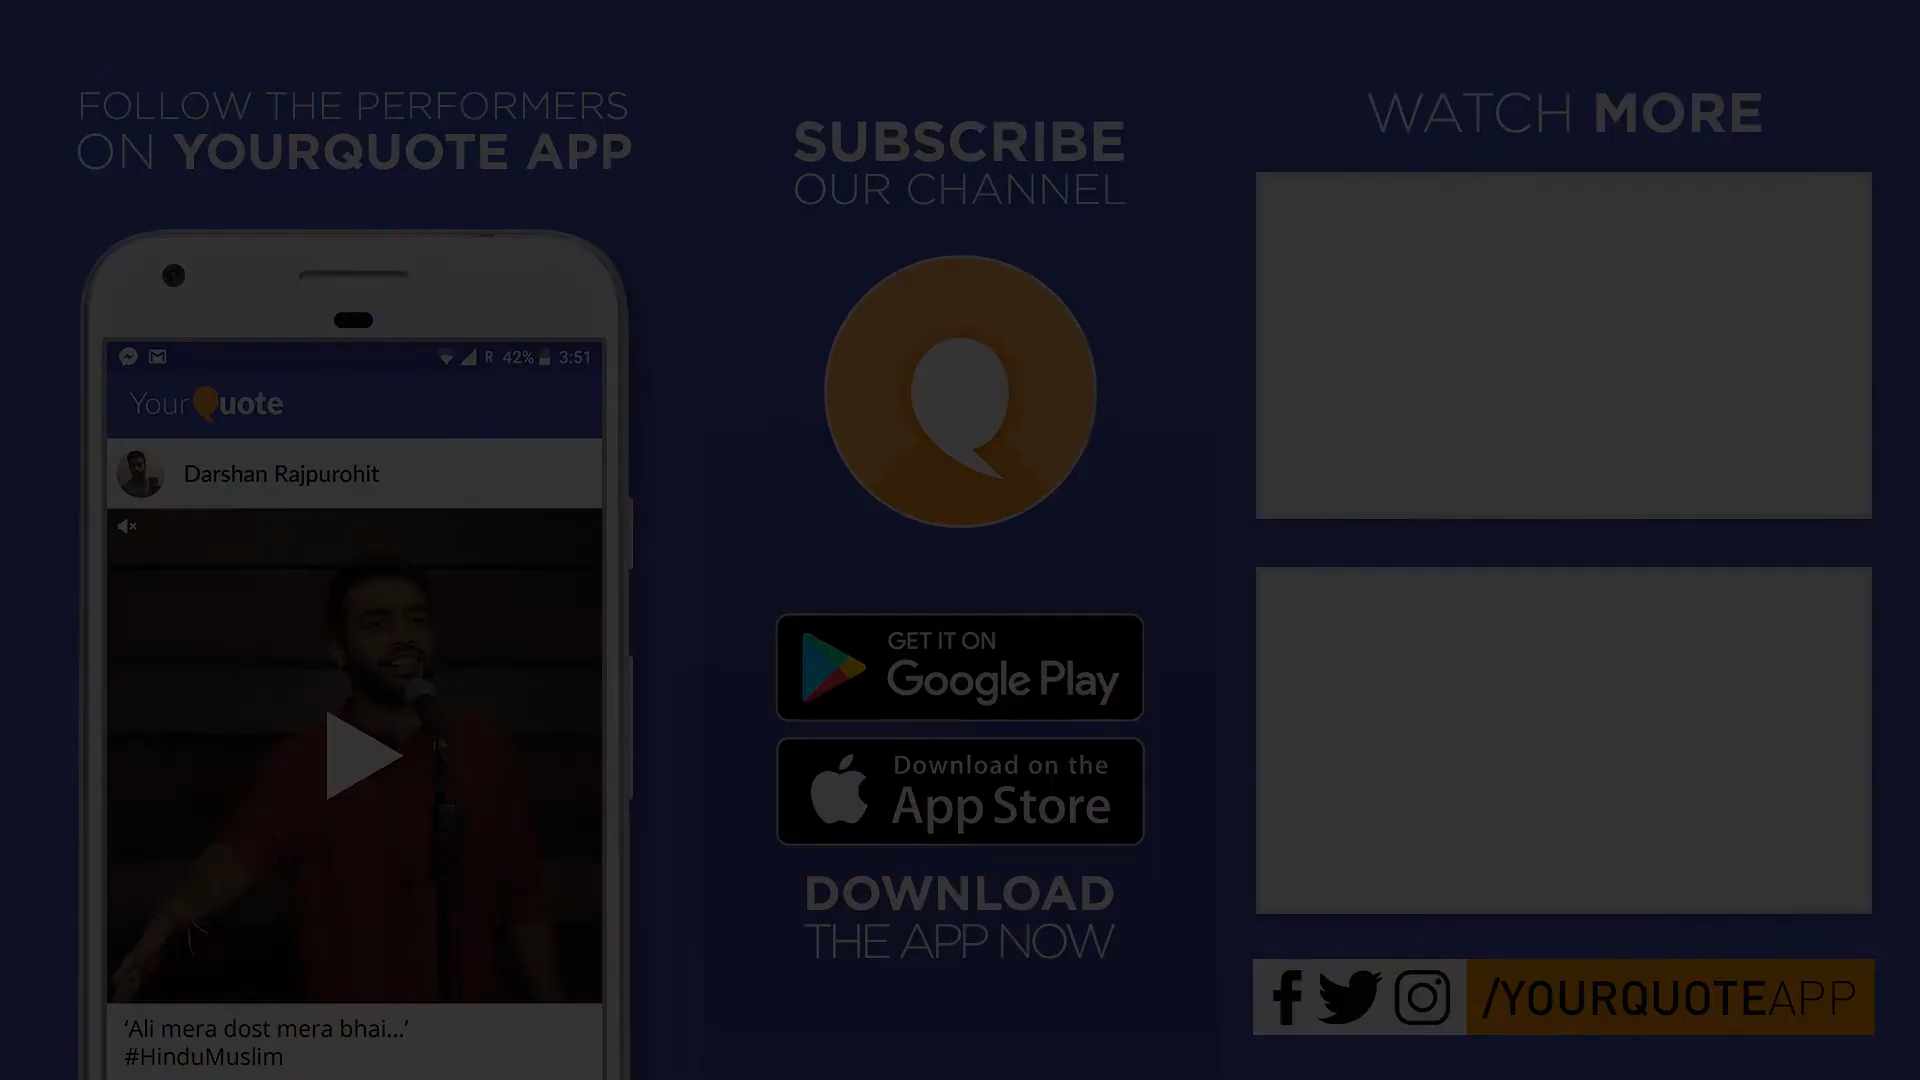 FOLLOW THE PERFORMERS
ON YOURQUOTE APP
R 42% 3:51
YourQuote
Darshan Rajpurohit
‘Ali mera dost mera bhai...’
#HinduMuslim
SUBSCRIBE
OUR CHANNEL
GET IT ON
Google Play
Download on the
App Store
DOWNLOAD
THE APP NOW
WATCH MORE
/YOURQUOTEAPP